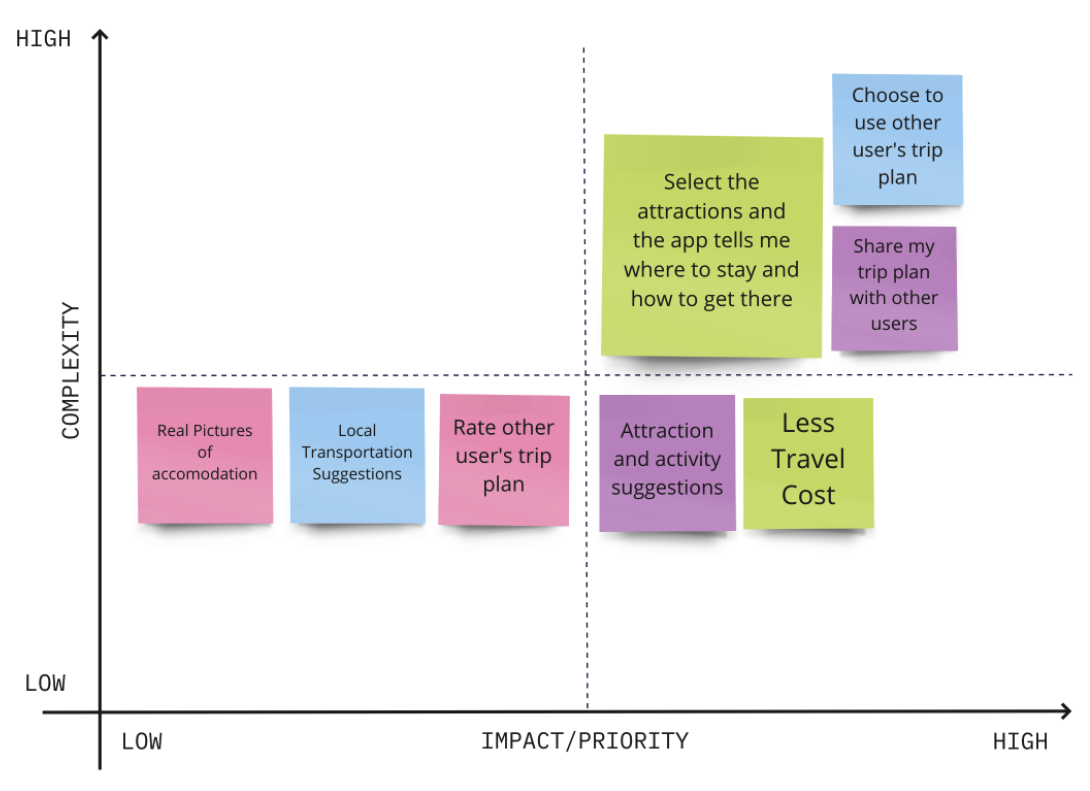 HIGH
Choose to
use other
user's trip
plan
Select the
attractions and
the app tells me
where to stay and
how to get there
Share my
trip plan
with other
users
COMPLEXITY
Real Pictures
of
accomodation
Local
Transportation
Suggestions
Rate other
user's trip
plan
Attraction
and activity
suggestions
Less
Travel
Cost
LOW
LOW
IMPACT/PRIORITY
HIGH